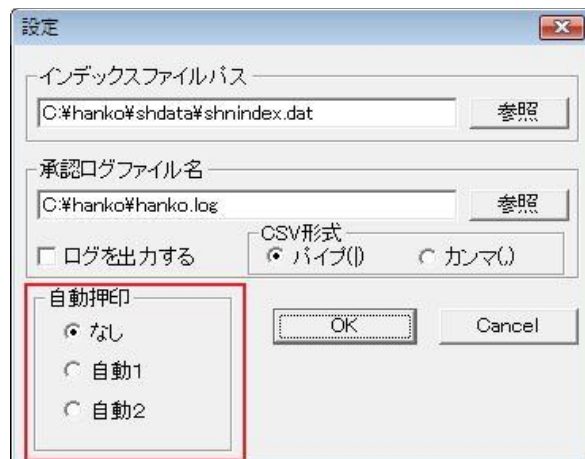 設定
インデックスファイルパス
C:¥hanko¥shdata¥shnindex.dat 参照
承認ログファイル名
C:¥hanko¥hanko.log 参照
ログを出力する
CSV形式
パイプ(|) カンマ(,)
自動押印
なし
自動1
自動2
OK Cancel